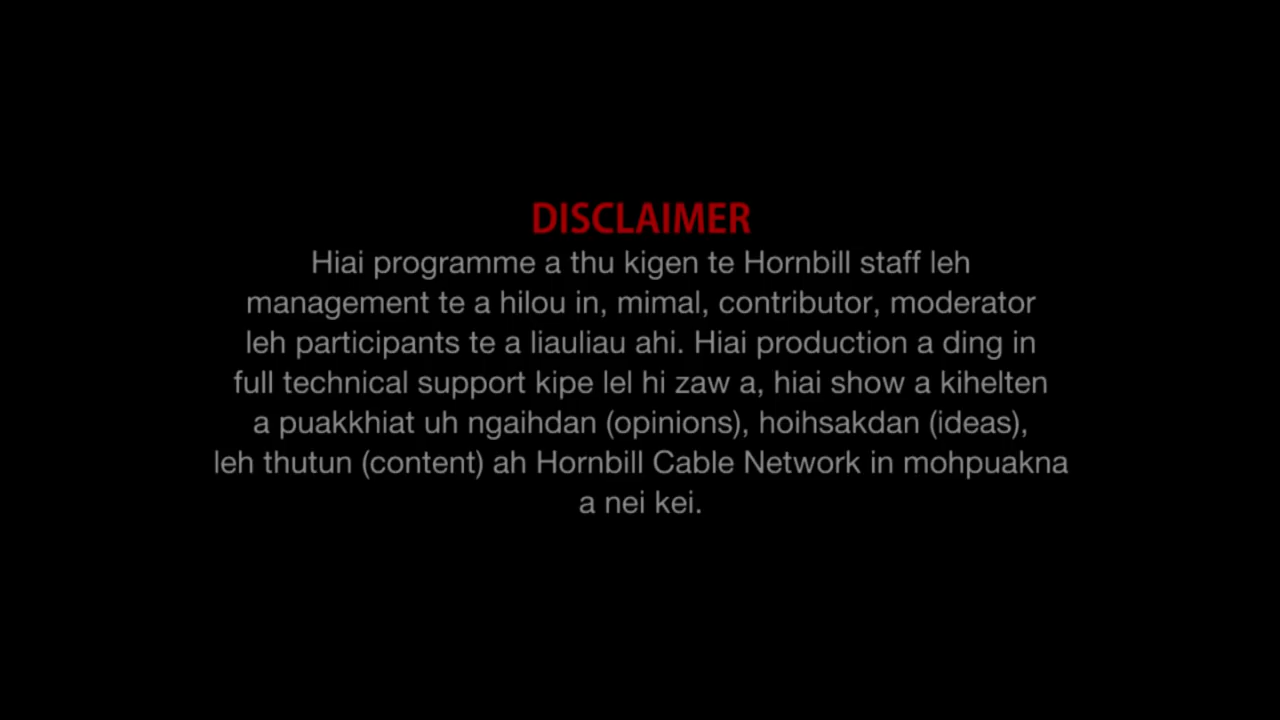 DISCLAIMER
Hiai programme a thu kigen te Hornbill staff leh
management te a hilou in, mimal, contributor, moderator
leh participants te a liauliau ahi. Hiai production a ding in
full technical support kipe lel hi zaw a, hiai show a kihelten
a puakkhiat uh ngaihdan (opinions), hoihsakdan (ideas),
leh thutun (content) ah Hornbill Cable Network in mohpuakna
a nei kei.